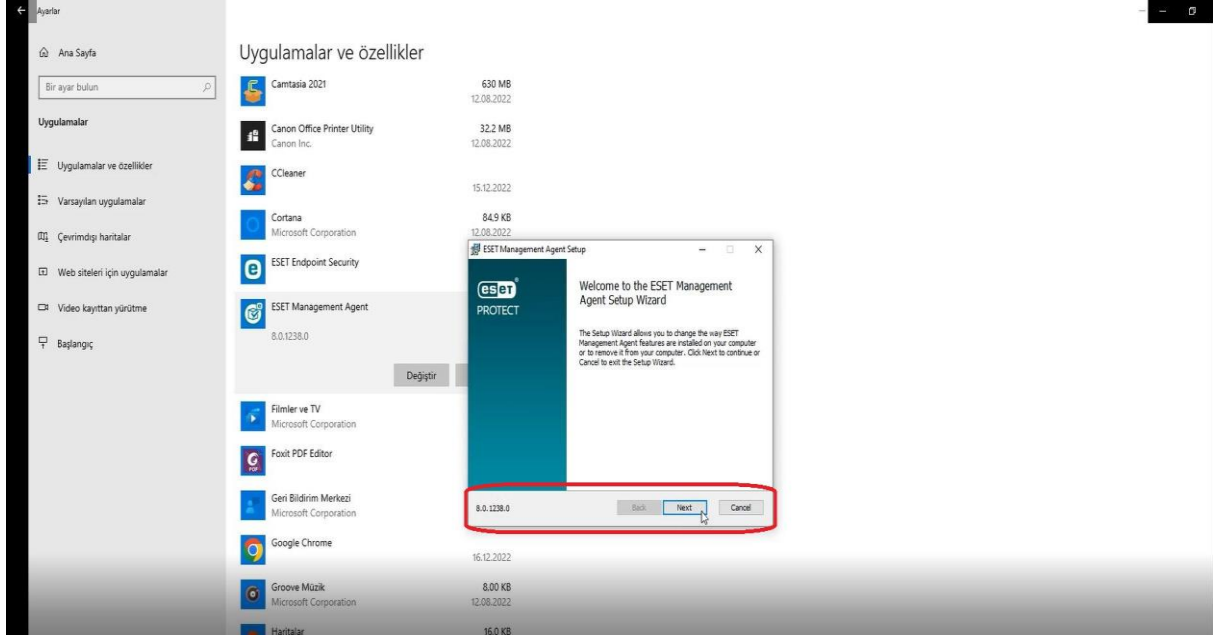 Ayarlar
Ana Sayfa
Bir ayar bulun
Uygulamalar
Uygulamalar ve özellikler
Varsayılan uygulamalar
Çevrimdışı haritalar
Web siteleri için uygulamalar
Video kayıttan yürütme
Başlangıç
Uygulamalar ve özellikler
Camtasia 2021 630 MB
12.08.2022
Canon Office Printer Utility 32.2 MB
Canon Inc. 12.08.2022
CCleaner
15.12.2022
Cortana 84,9 KB
Microsoft Corporation 12.08.2022
ESET Endpoint Security
ESET Management Agent
8.0.1238.0
Değiştir
Filmler ve TV
Microsoft Corporation
Foxit PDF Editor
Geri Bildirim Merkezi
Microsoft Corporation
Google Chrome
16.12.2022
Groove Müzik 8,00 KB
Microsoft Corporation 12.08.2022
Haritalar 16,0 KB
ESET Management Agent Setup
eset
PROTECT
Welcome to the ESET Management
Agent Setup Wizard
The Setup Wizard allows you to change the way ESET
Management Agent features are installed on your computer
or to remove it from your computer. Click Next to continue or
Cancel to exit the Setup Wizard.
8.0.1238.0
Back Next Cancel